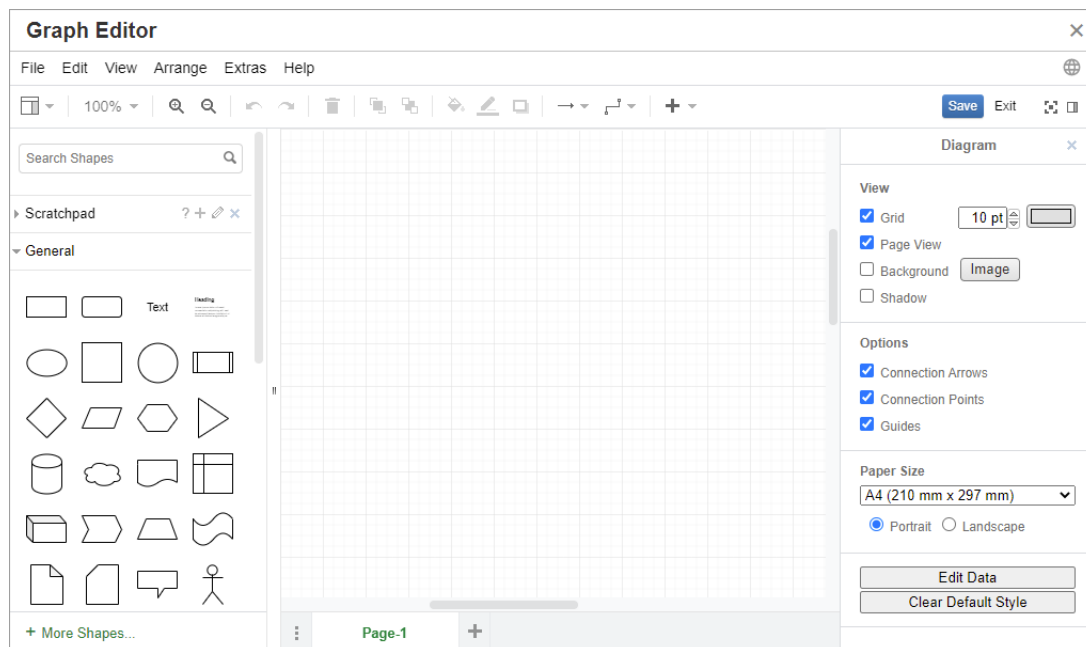 Graph Editor
File Edit View Arrange Extras Help
100%
Save Exit
Search Shapes
Scratchpad ?
General
Text
Heading
More Shapes...
Page-1
Diagram
View
Grid 10 pt
Page View
Background Image
Shadow
Options
Connection Arrows
Connection Points
Guides
Paper Size
A4 (210 mm x 297 mm)
Portrait Landscape
Edit Data
Clear Default Style